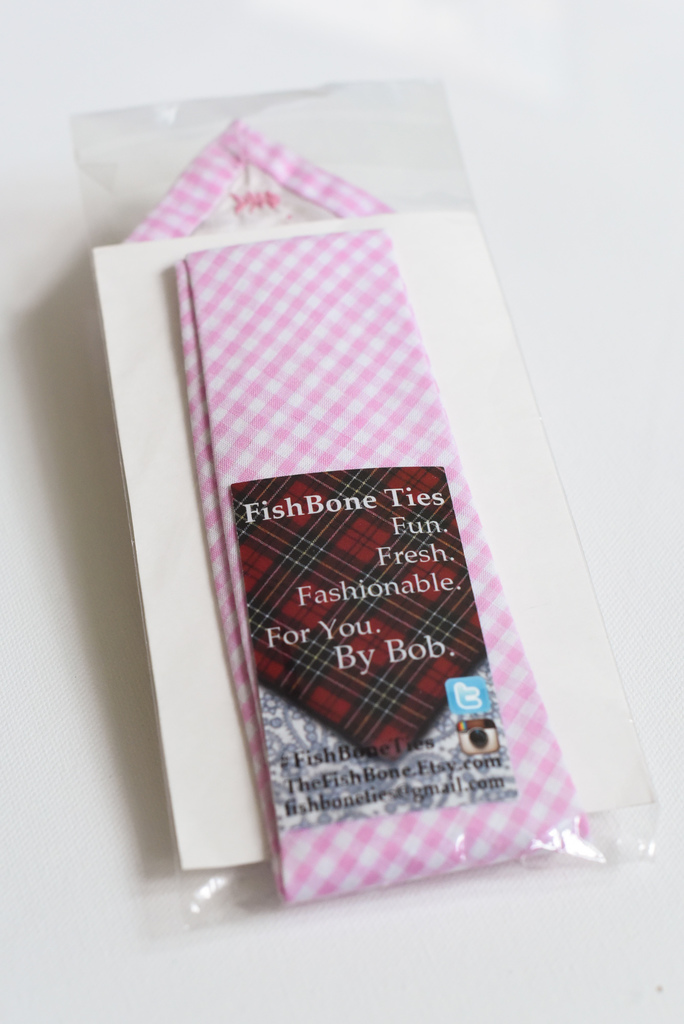 FishBone Ties
Fun.
Fresh.
Fashionable.
For You.
By Bob.
#FishBoneTies
TheFishBone.Etsy.com
fishboneties@gmail.com